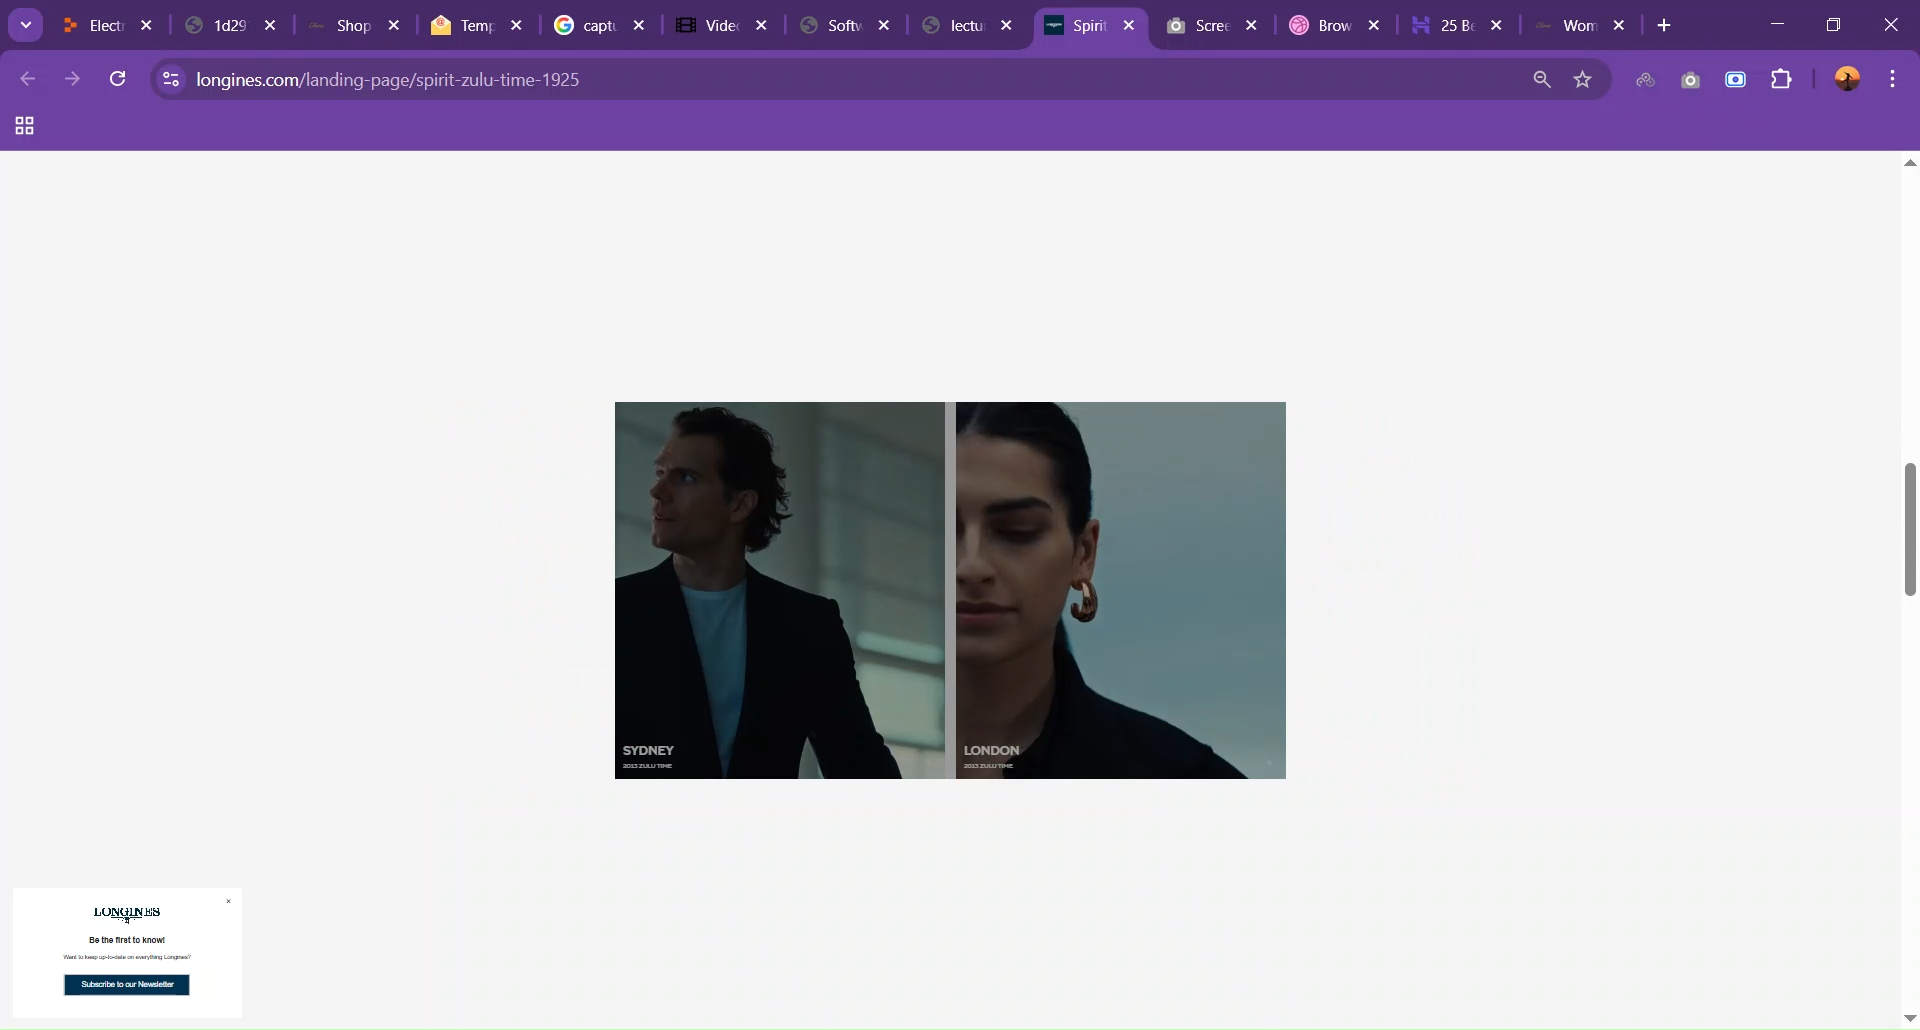 Electr
1d29
Shop
Temp
captu
Video
Softw
lectu
Spirit
Scree
Brow
25 Be
Wom
longines.com/landing-page/spirit-zulu-time-1925
SYDNEY
2013 ZULU TIME
LONDON
2013 ZULU TIME
LONGINES
Be the first to know!
Want to keep up-to-date on everything Longines?
Subscribe to our Newsletter